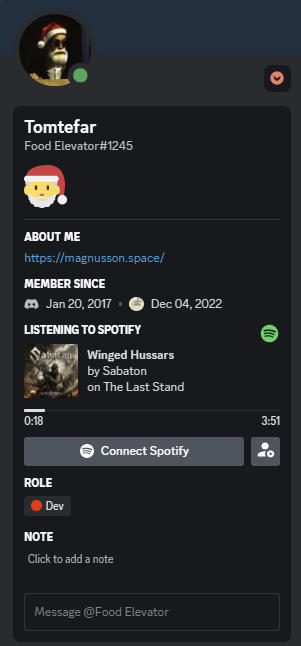 Tomtefar
Food Elevator#1245
ABOUT ME
https://magnusson.space/
MEMBER SINCE
Jan 20, 2017 • Dec 04, 2022
LISTENING TO SPOTIFY
Sabaton
Winged Hussars
by Sabaton
on The Last Stand
0:18 3:51
Connect Spotify
ROLE
Dev
NOTE
Click to add a note
Message @Food Elevator